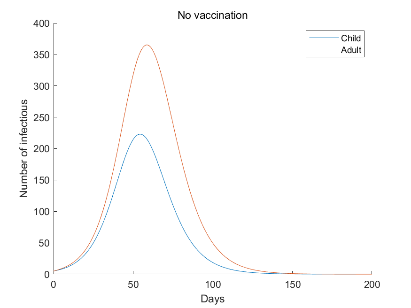 No vaccination
Child
Adult
Number of infectious
400
350
300
250
200
150
100
50
0
0 50 100 150 200
Days